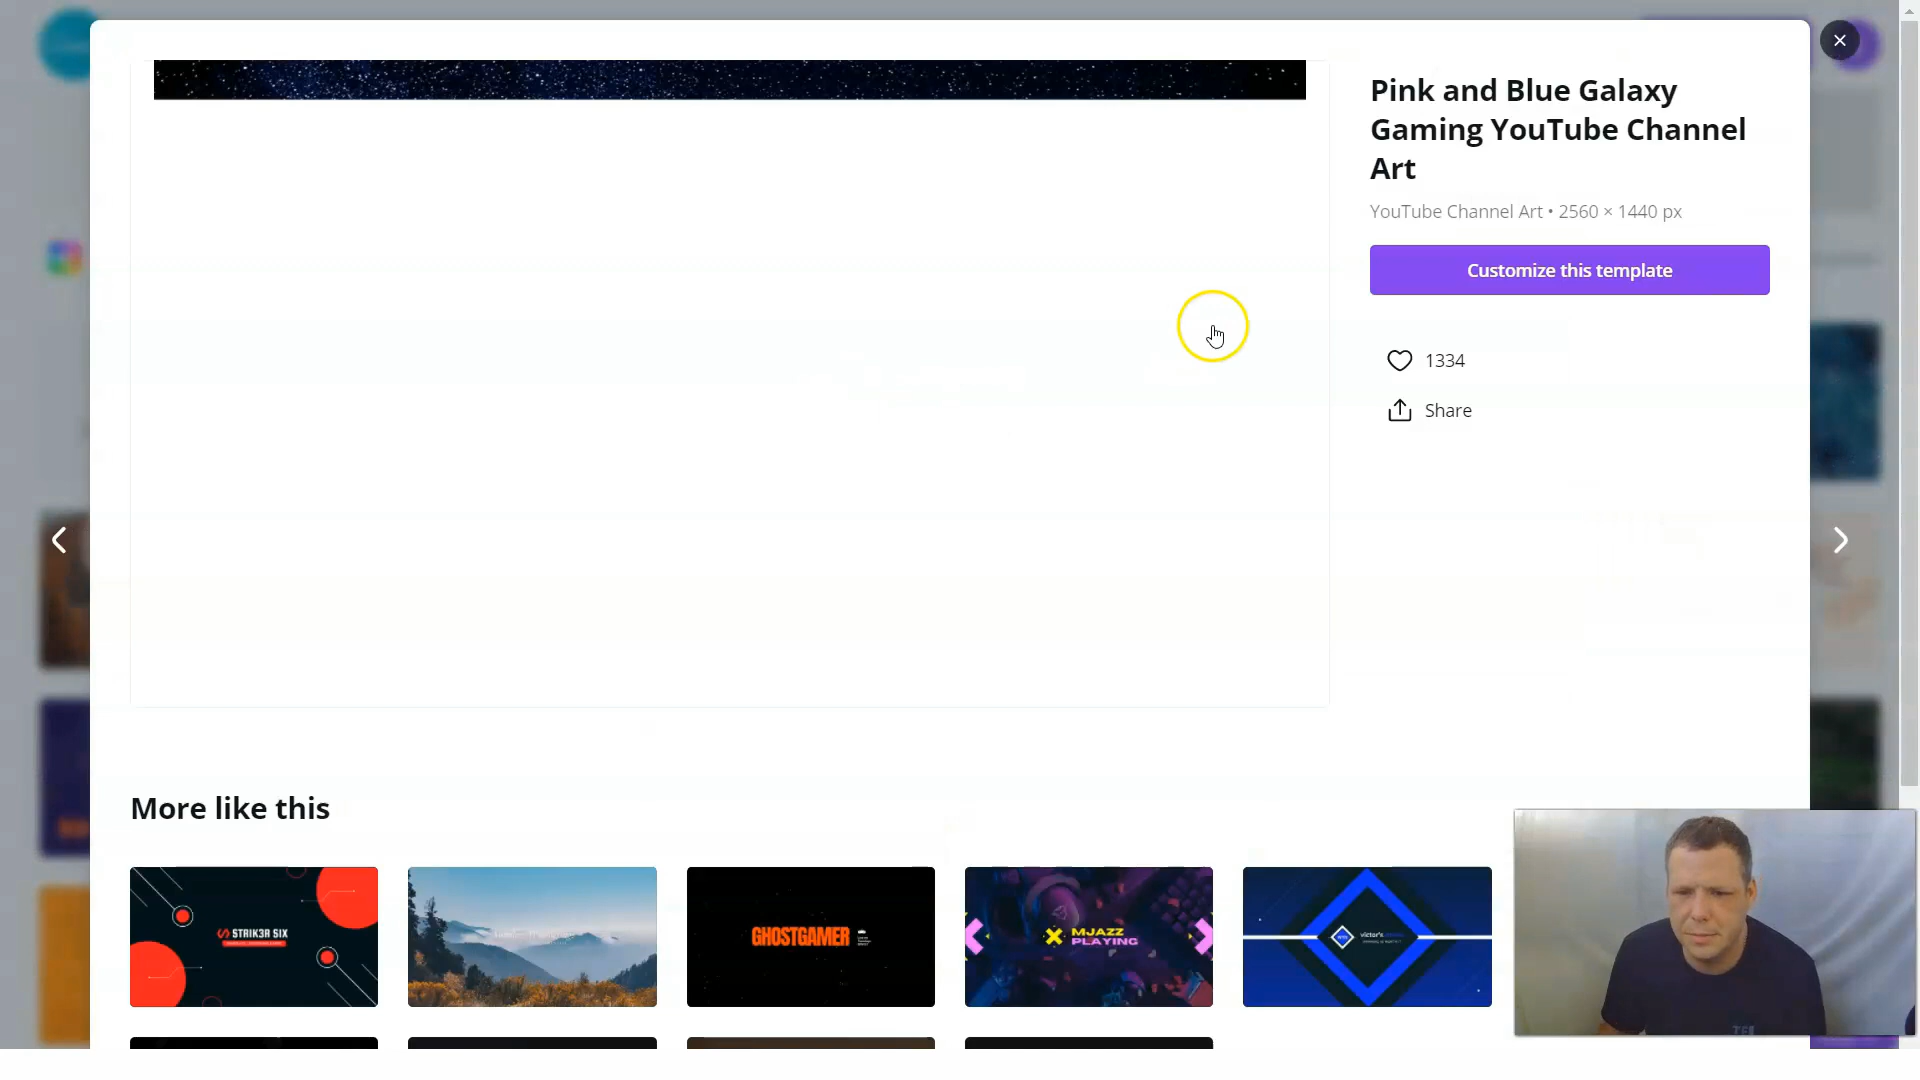 Pink and Blue Galaxy
Gaming YouTube Channel
Art
YouTube Channel Art • 2560 × 1440 px
Customize this template
1334
Share
More like this
STRIK3R SIX
GHOSTGAMER
MJAZZ
PLAYING
victor's